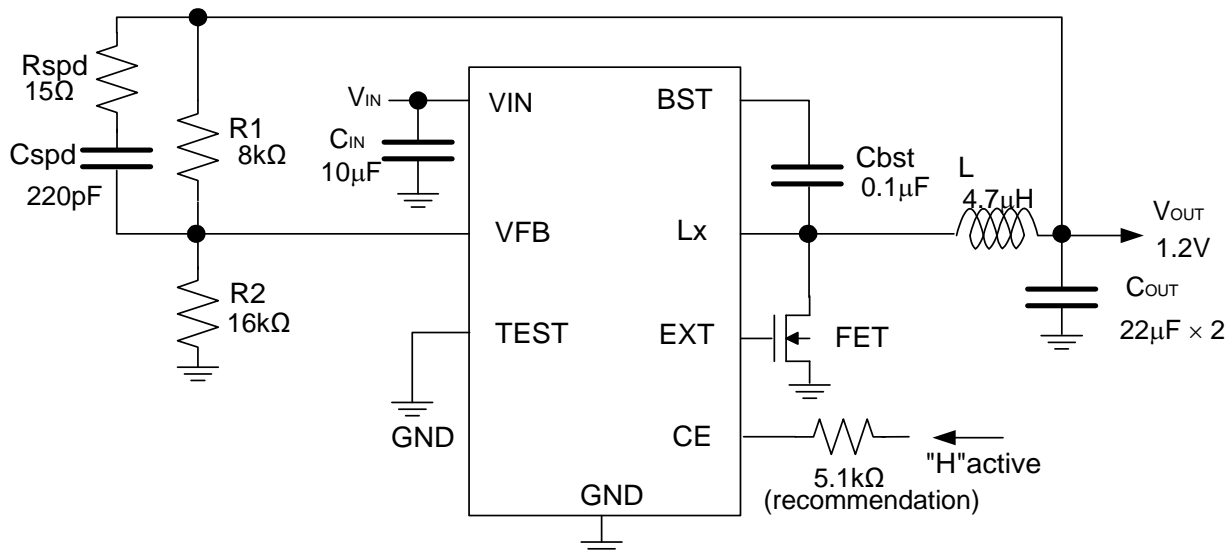 Rspd
15Ω
Cspd
220pF
R1
8kΩ
R2
16kΩ
VIN
CIN
10μF
VIN
VFB
TEST
GND
GND
BST
Lx
EXT
CE
Cbst
0.1μF
L
4.7μH
VOUT
1.2V
COUT
22μF × 2
FET
"H"active
5.1kΩ
(recommendation)